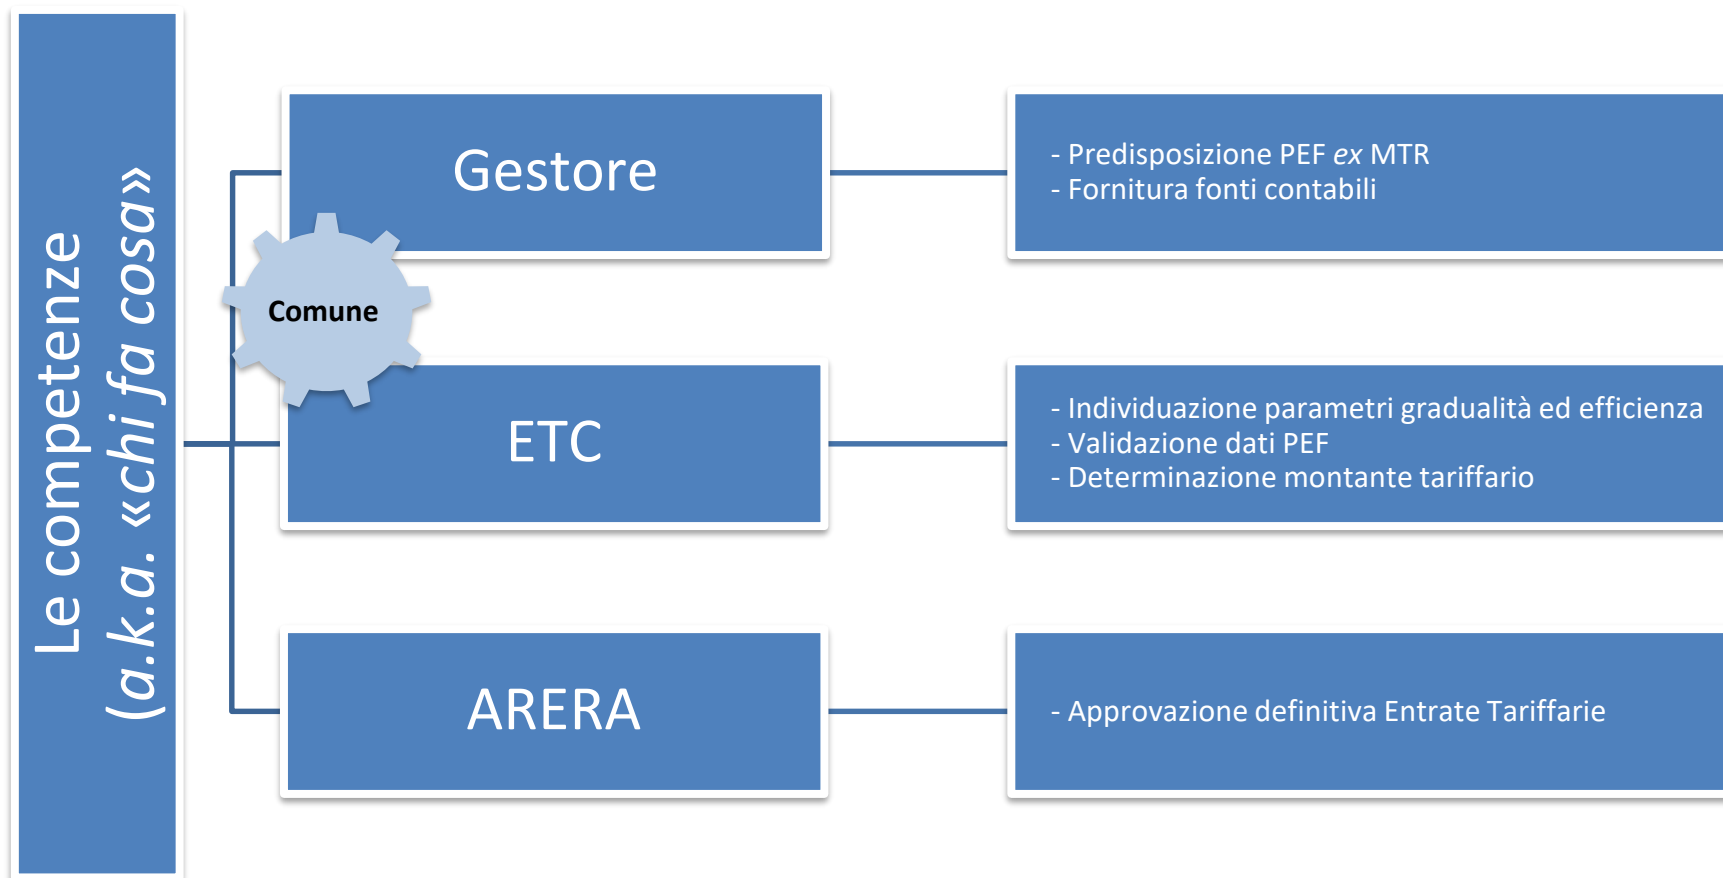 Le competenze
(a.k.a. «chi fa cosa»
Gestore
- Predisposizione PEF ex MTR
- Fornitura fonti contabili
Comune
ETC
- Individuazione parametri gradualità ed efficienza
- Validazione dati PEF
- Determinazione montante tariffario
ARERA
- Approvazione definitiva Entrate Tariffarie